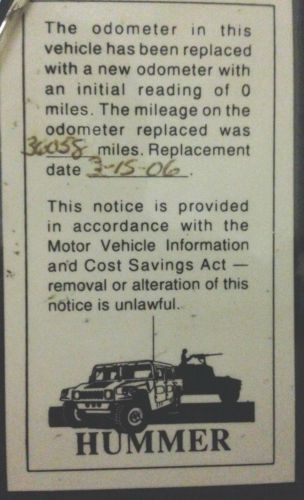 The odometer in this
vehicle has been replaced
with a new odometer with
an initial reading of 0
miles. The mileage on the
odometer replaced was
36058 miles. Replacement
date 3-15-06.
This notice is provided
in accordance with the
Motor Vehicle Information
and Cost Savings Act —
removal or alteration of this
notice is unlawful.
HUMMER